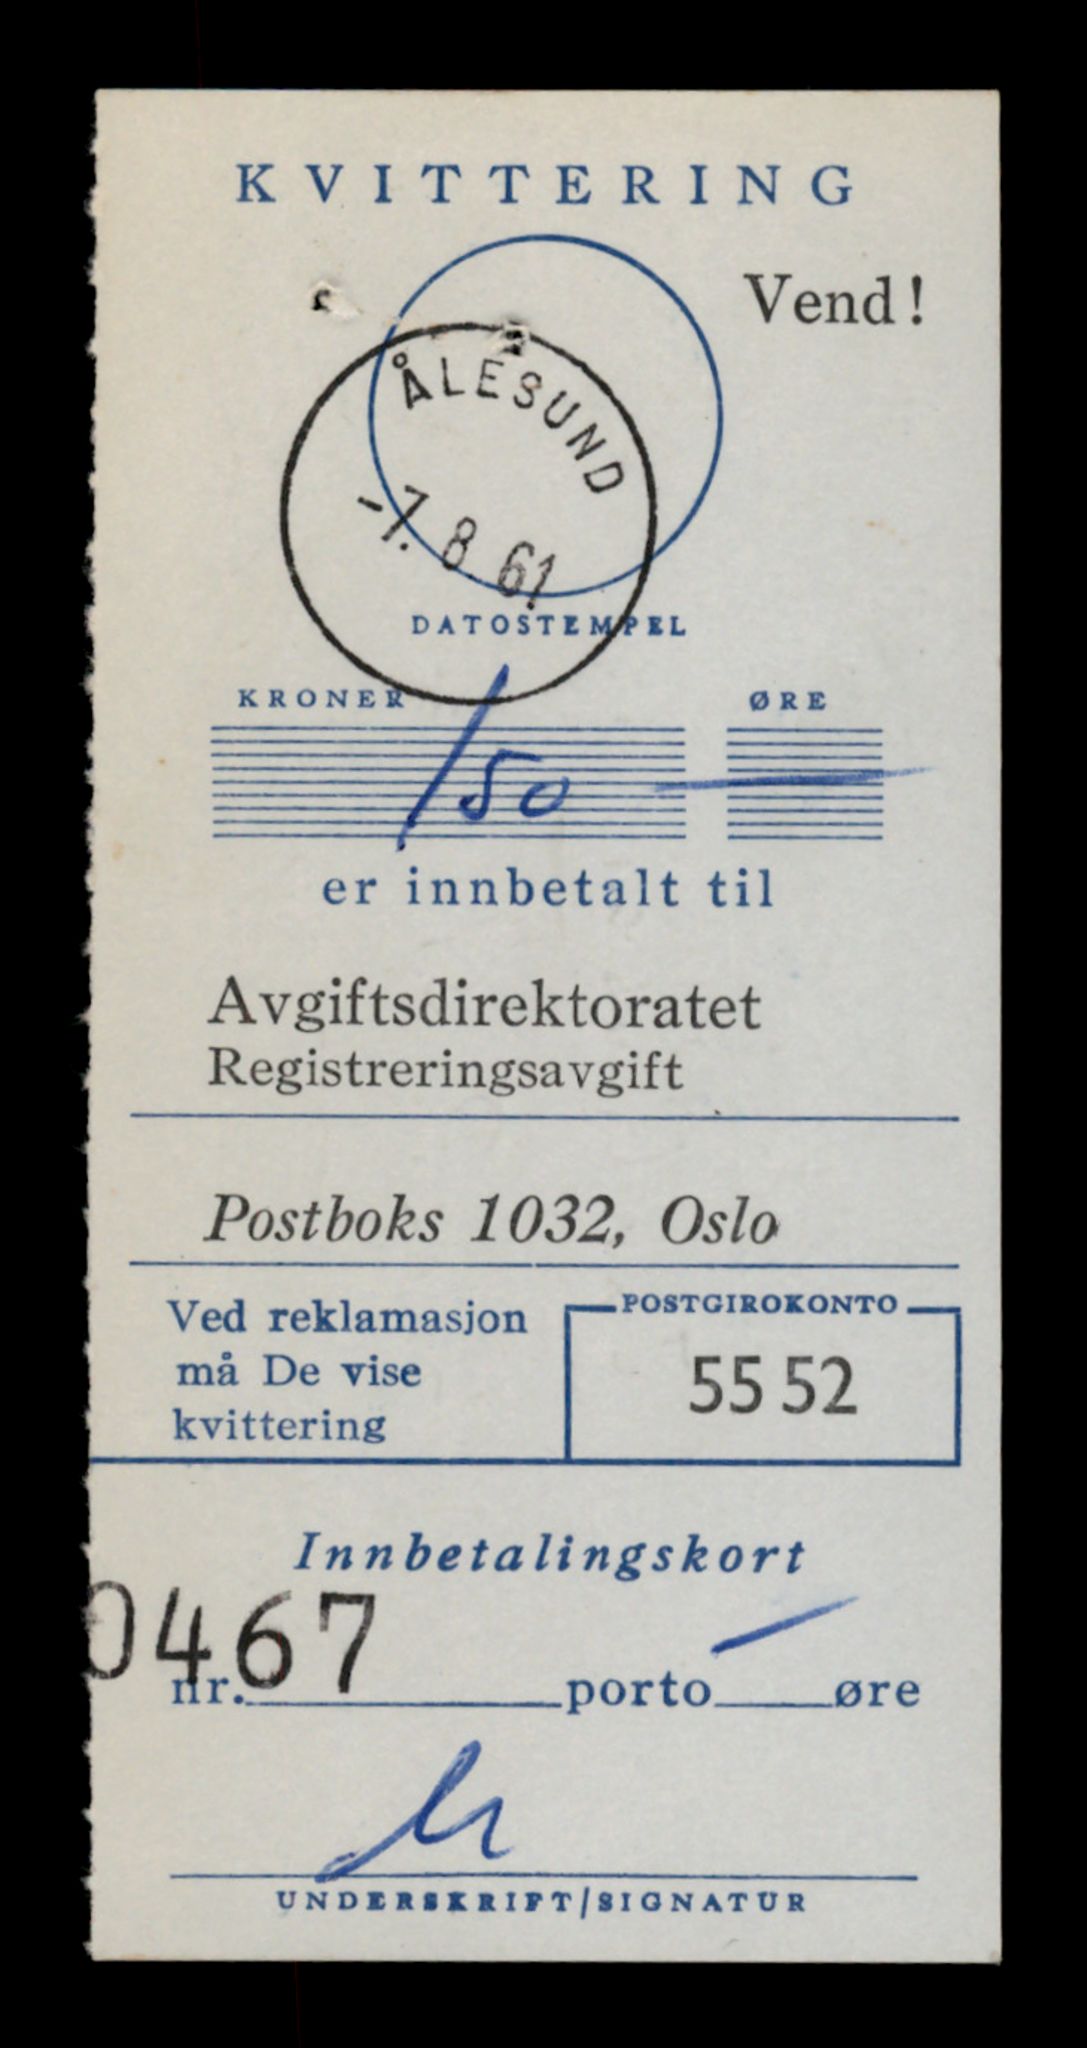 KVITTERING
Vend!
ÅLESUND
-7.8.61
DATOSTEMPEL
KRONER ØRE
150 —
er innbetalt til
Avgiftsdirektoratet
Registreringsavgift
Postboks 1032, Oslo
Ved reklamasjon
må De vise
kvittering
POSTGIROKONTO
55 52
Innbetalingskort
0467
nr. porto — øre
UNDERSKRIFT/SIGNATUR